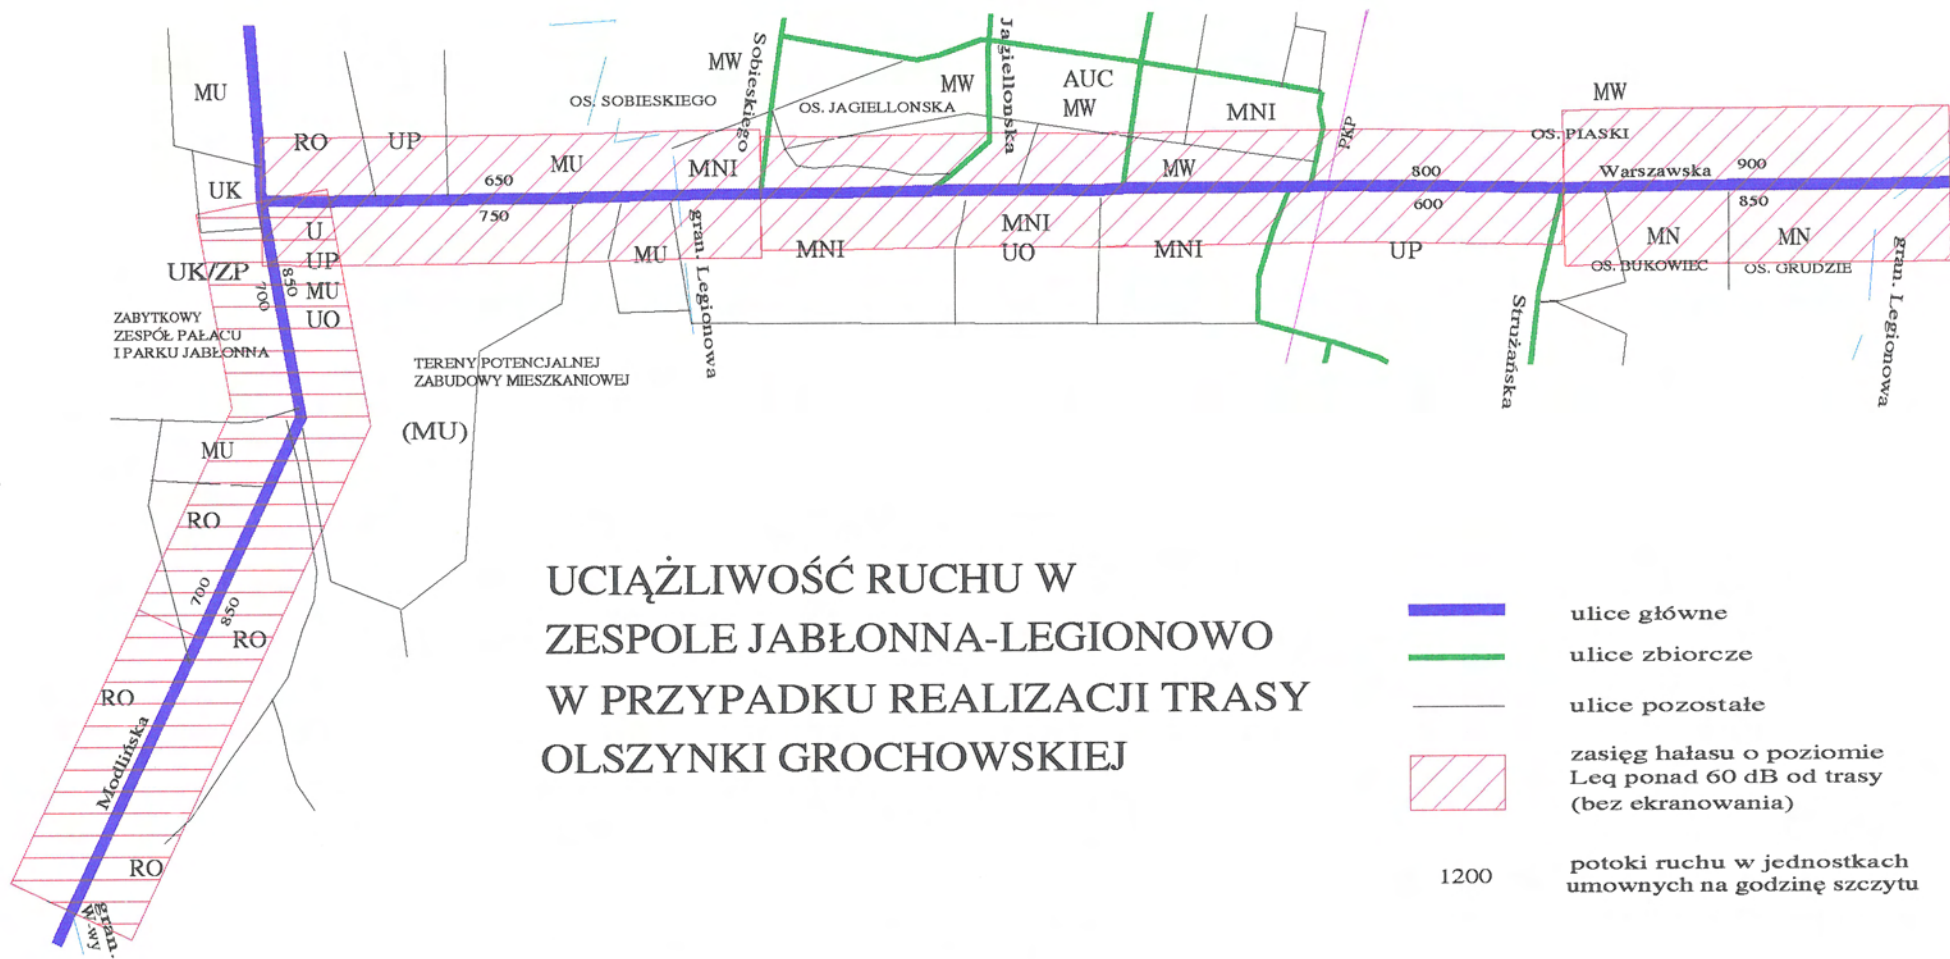 MU
RO
UP
UK
OS. SOBIESKIEGO
MW
Sobieskiego
MU
MNI
650
750
OS. JAGIELLONSKA
MW
Jagiellonska
AUC
MW
MNI
PKP
MW
800
600
MW
OS. PIASKI
Warszawska
900
850
U
UP
MU
UO
UK/ZP
850
700
ZABYTKOWY
ZESPÓŁ PAŁACU
I PARKU JABŁONNA
MU
gran. Legionowa
MNI
MNI
UO
MNI
UP
Strużańska
MN
OS. BUKOWIEC
MN
OS. GRUDZIE
gran. Legionowa
TERENY POTENCJALNEJ
ZABUDOWY MIESZKANIOWEJ
(MU)
MU
RO
700
850
RO
RO
Modlińska
RO
gran.
W-wy
UCIĄŻLIWOŚĆ RUCHU W
ZESPOLE JABŁONNA-LEGIONOWO
W PRZYPADKU REALIZACJI TRASY
OLSZYNKI GROCHOWSKIEJ
ulice główne
ulice zbiorcze
ulice pozostałe
zasięg hałasu o poziomie
Leq ponad 60 dB od trasy
(bez ekranowania)
1200
potoki ruchu w jednostkach
umownych na godzinę szczytu